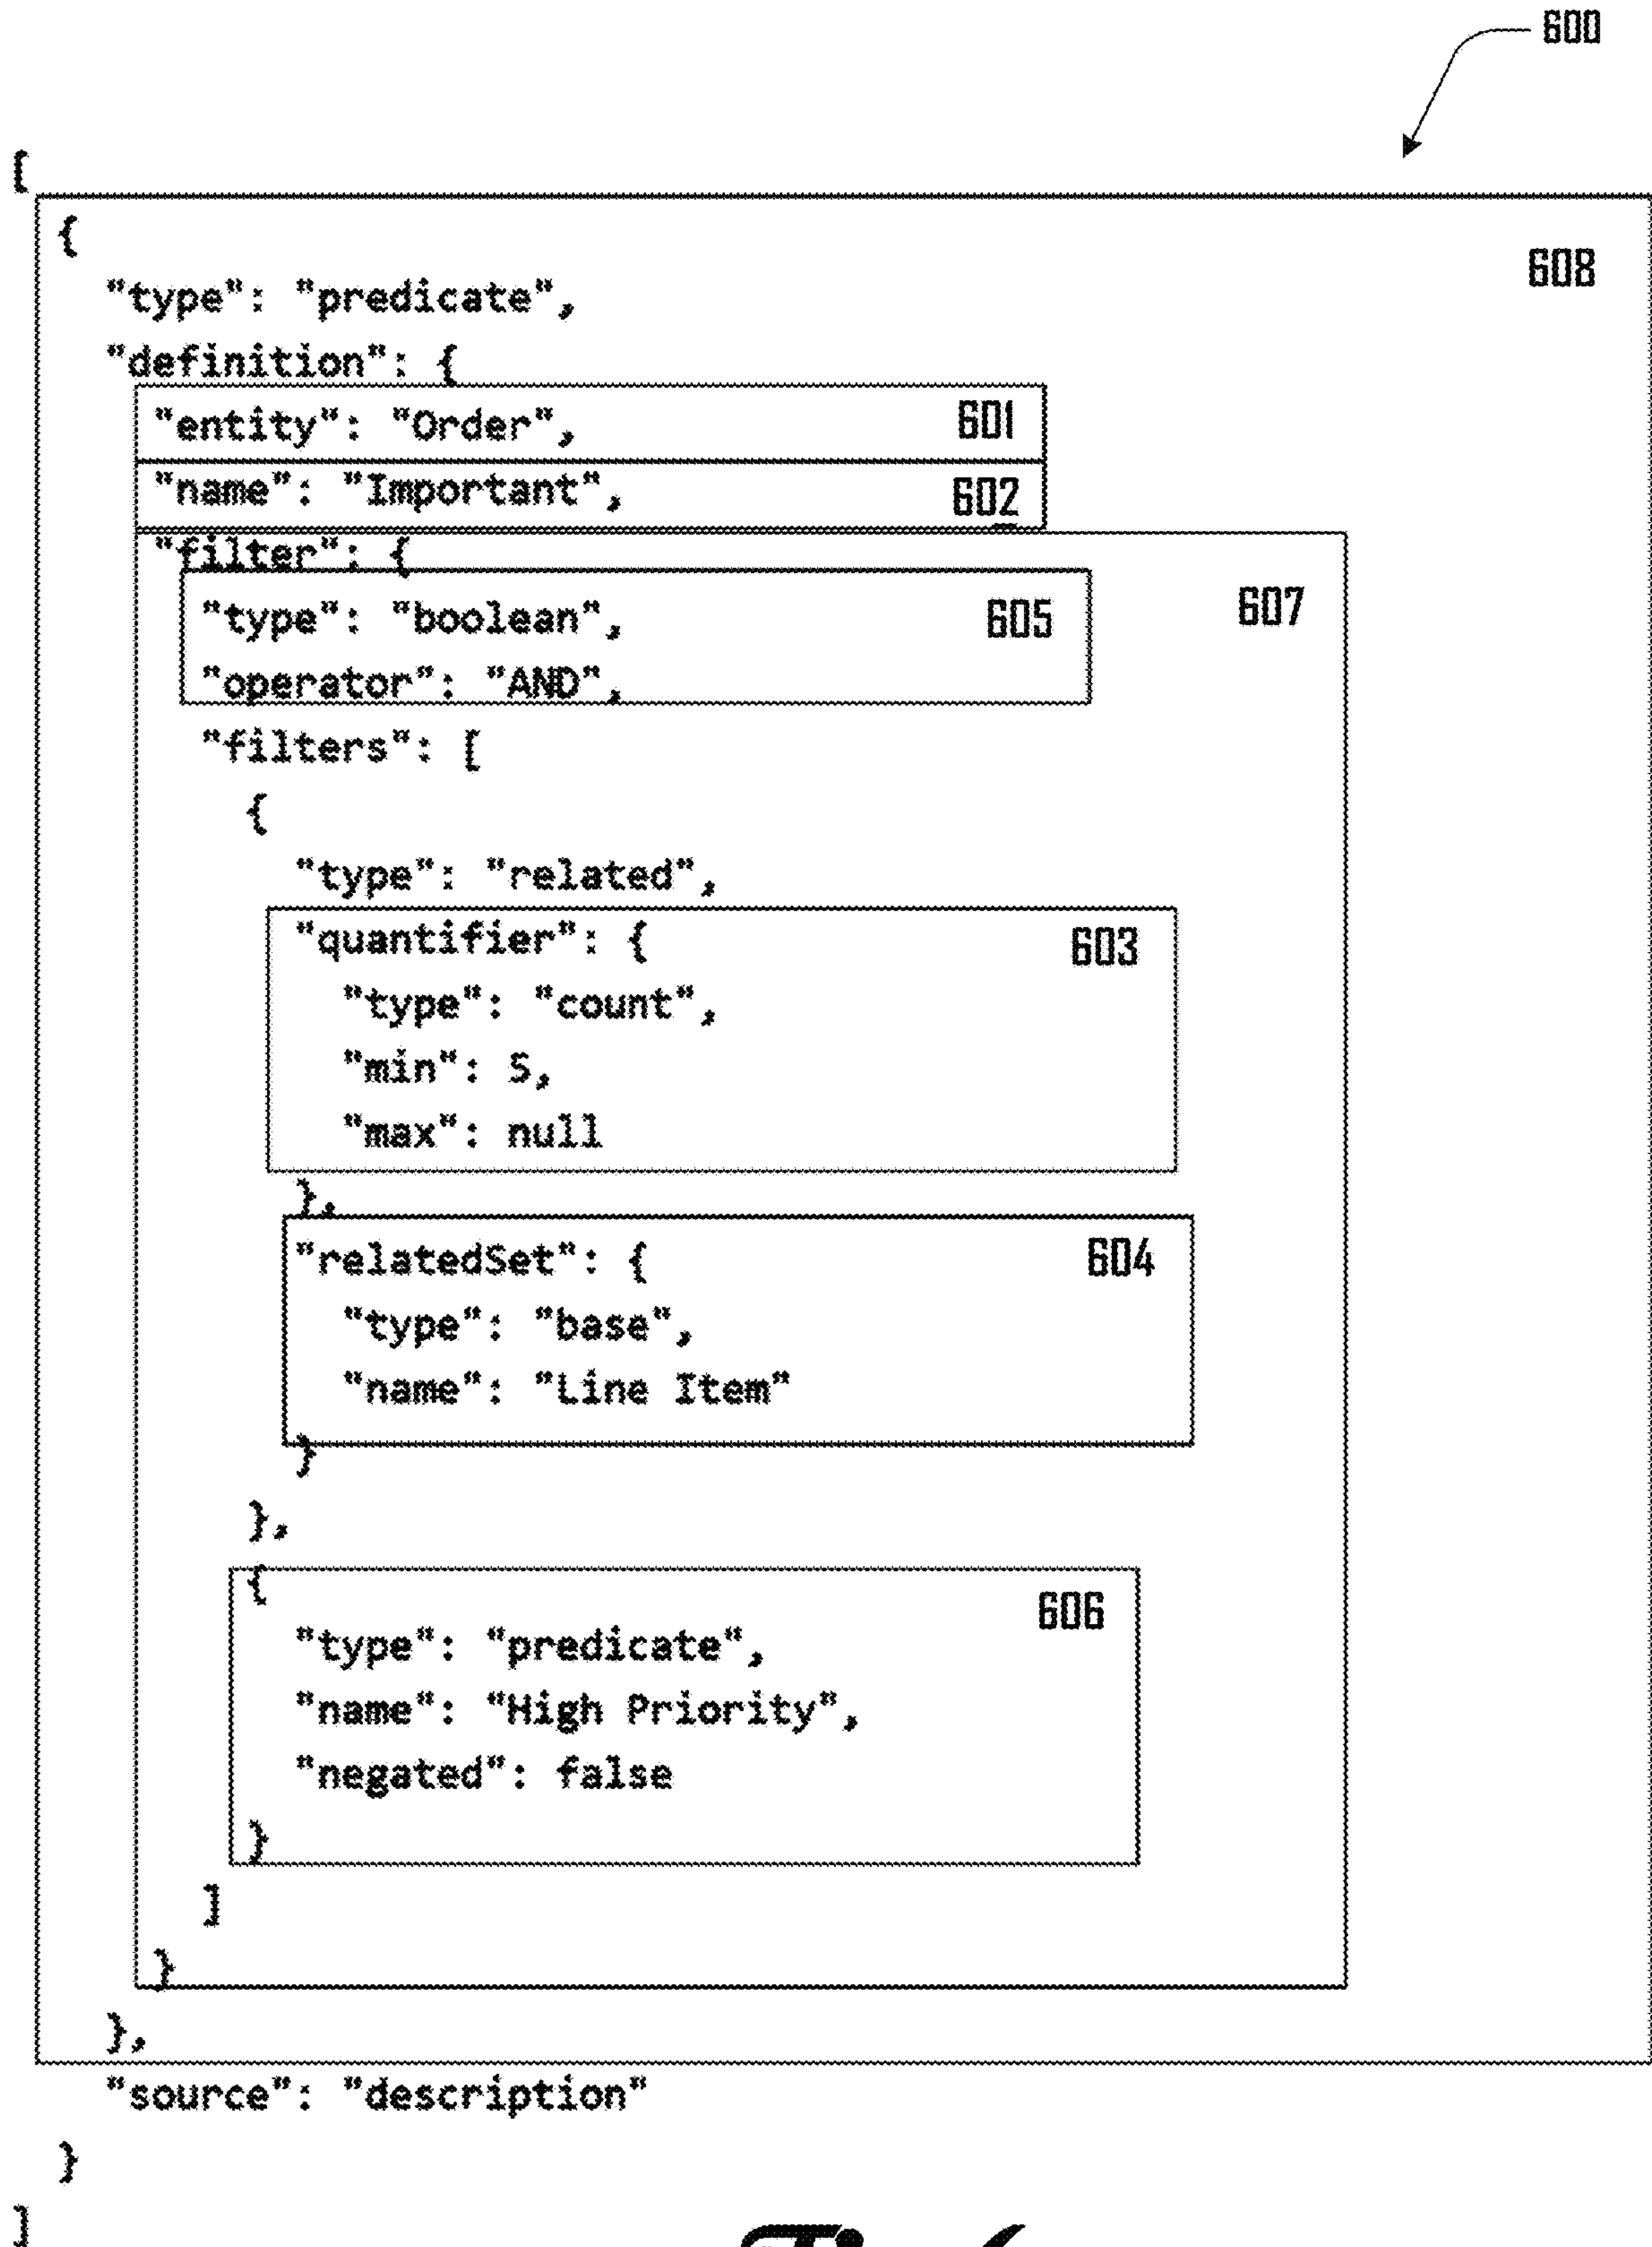 600
[
{
608
"type": "predicate",
"definition": {
"entity": "Order", 601
"name": "Important", 602
"filter": {
"type": "boolean", 605 607
"operator": "AND",
"filters": [
{
"type": "related",
"quantifier": { 603
"type": "count",
"min": 5,
"max": null
},
"relatedSet": { 604
"type": "base",
"name": "Line Item"
}
},
{
606
"type": "predicate",
"name": "High Priority",
"negated": false
}
]
}
},
"source": "description"
}
]